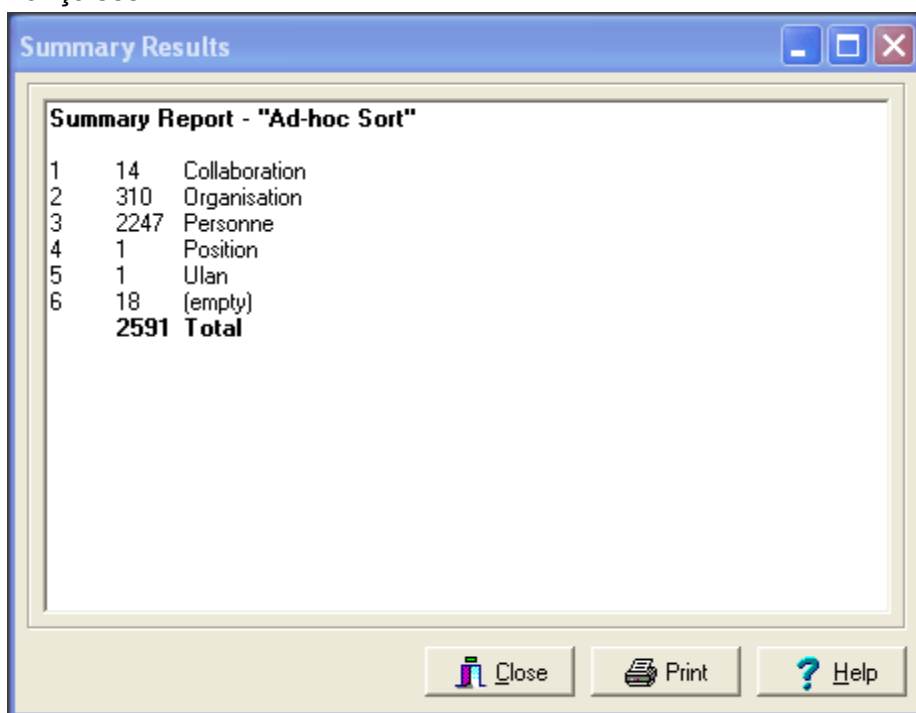 Summary Results
Summary Report - "Ad-hoc Sort"
1 14 Collaboration
2 310 Organisation
3 2247 Personne
4 1 Position
5 1 Ulan
6 18 (empty)
2591 Total
Close Print Help